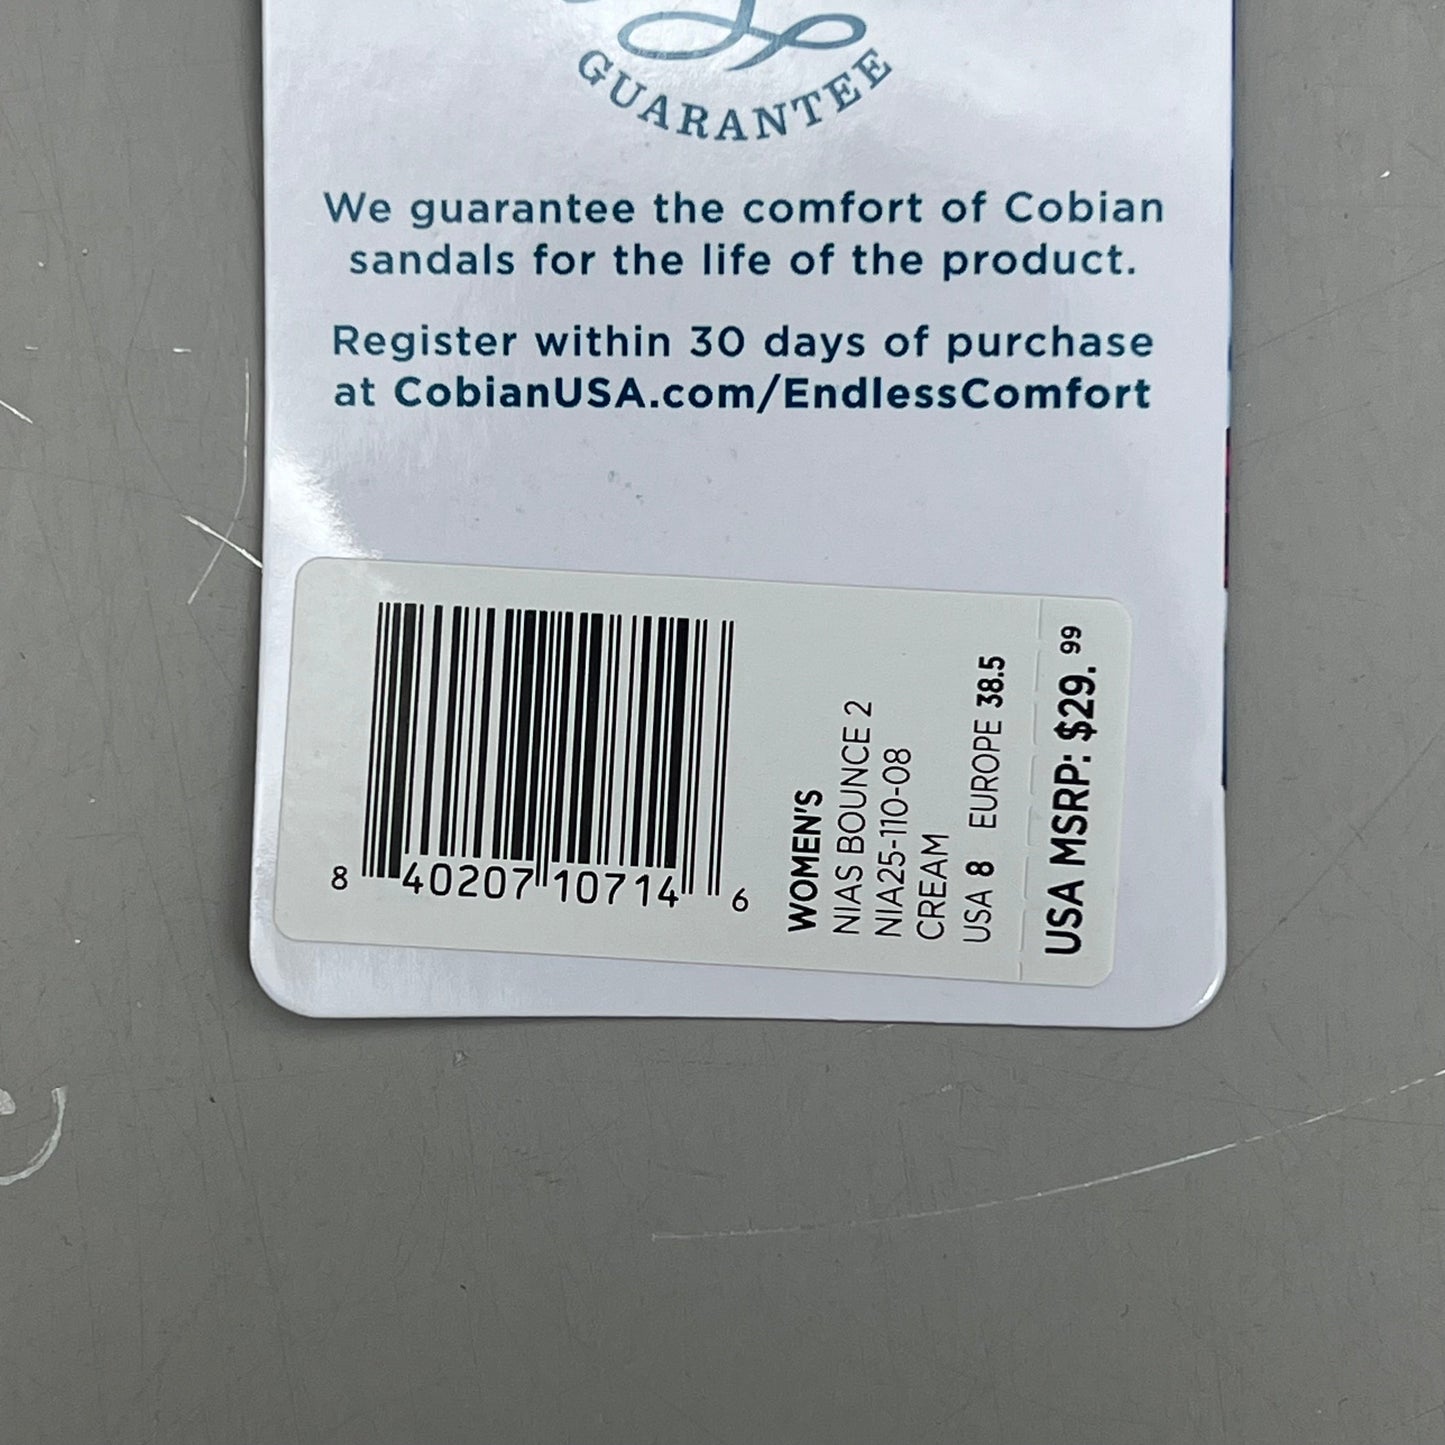 GUARANTEE
We guarantee the comfort of Cobian
sandals for the life of the product.
Register within 30 days of purchase
at CobianUSA.com/EndlessComfort
8 40207 10714 6
WOMEN'S
NIAS BOUNCE 2
NIA25-110-08
CREAM
USA 8 EUROPE 38.5
USA MSRP: $29.99